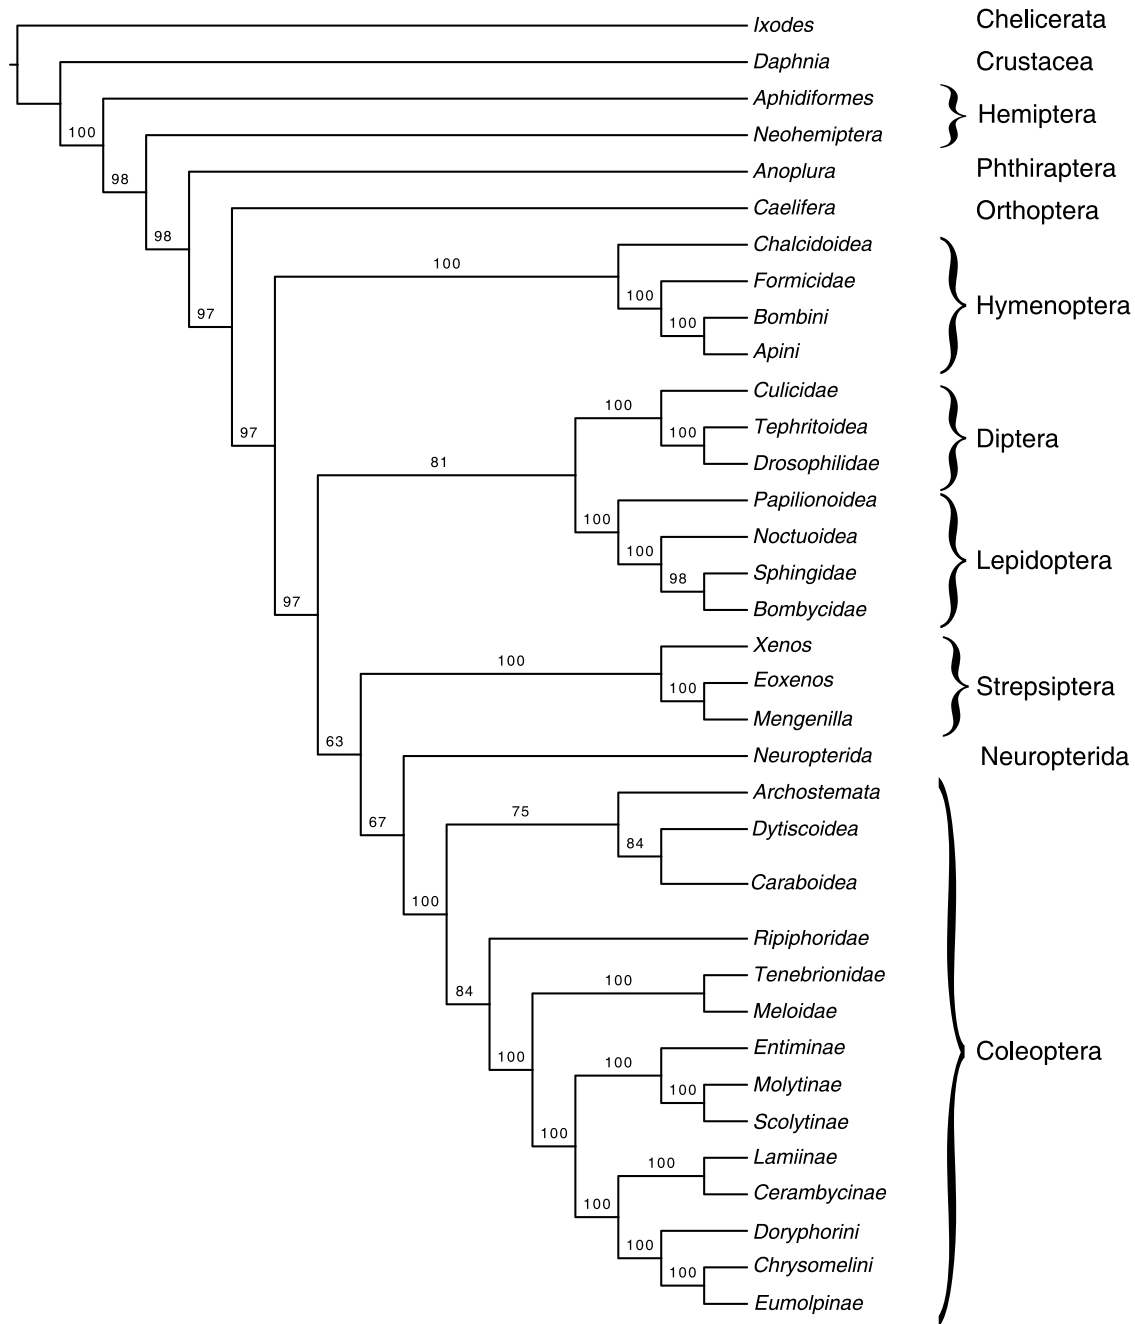 Ixodes Chelicerata
Daphnia Crustacea
Aphidiformes
100 Hemiptera
Neohemiptera
98 Anoplura Phthiraptera
Caelifera Orthoptera
98
Chalcidoidea
100
Formicidae
100
Hymenoptera
97 100 Bombini
Apini
Culicidae
100
Tephritoidea
97 100 Diptera
81 Drosophilidae
Papilionoidea
100
Noctuoidea
100 Lepidoptera
98 Sphingidae
97 Bombycidae
Xenos
100
Eoxenos
100 Strepsiptera
Mengenilla
63
Neuropterida Neuropterida
Archostemata
75
67 Dytiscoidea
84
Caraboidea
100
Ripiphoridae
Tenebrionidae
100
84
Meloidae
Entiminae
100 100 Coleoptera
Molytinae
100
Scolytinae
100
Lamiinae
100
Cerambycinae
100
Doryphorini
100
Chrysomelini
100
Eumolpinae